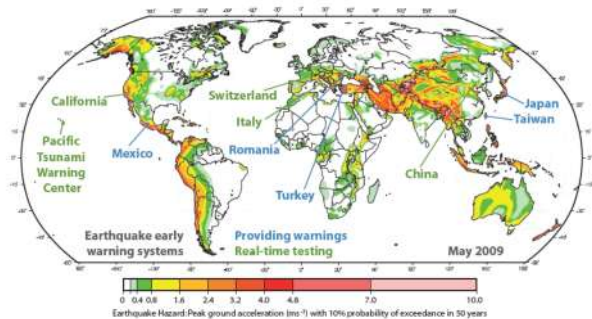 California
Switzerland
Italy
Japan
Taiwan
Pacific
Tsunami
Warning
Center
Mexico
Romania
China
Turkey
Earthquake early
warning systems
Providing warnings
Real-time testing
May 2009
0 0.4 0.8 1.6 2.4 3.2 4.0 4.8 7.0 10.0
Earthquake Hazard: Peak ground acceleration (ms⁻²) with 10% probability of exceedance in 50 years